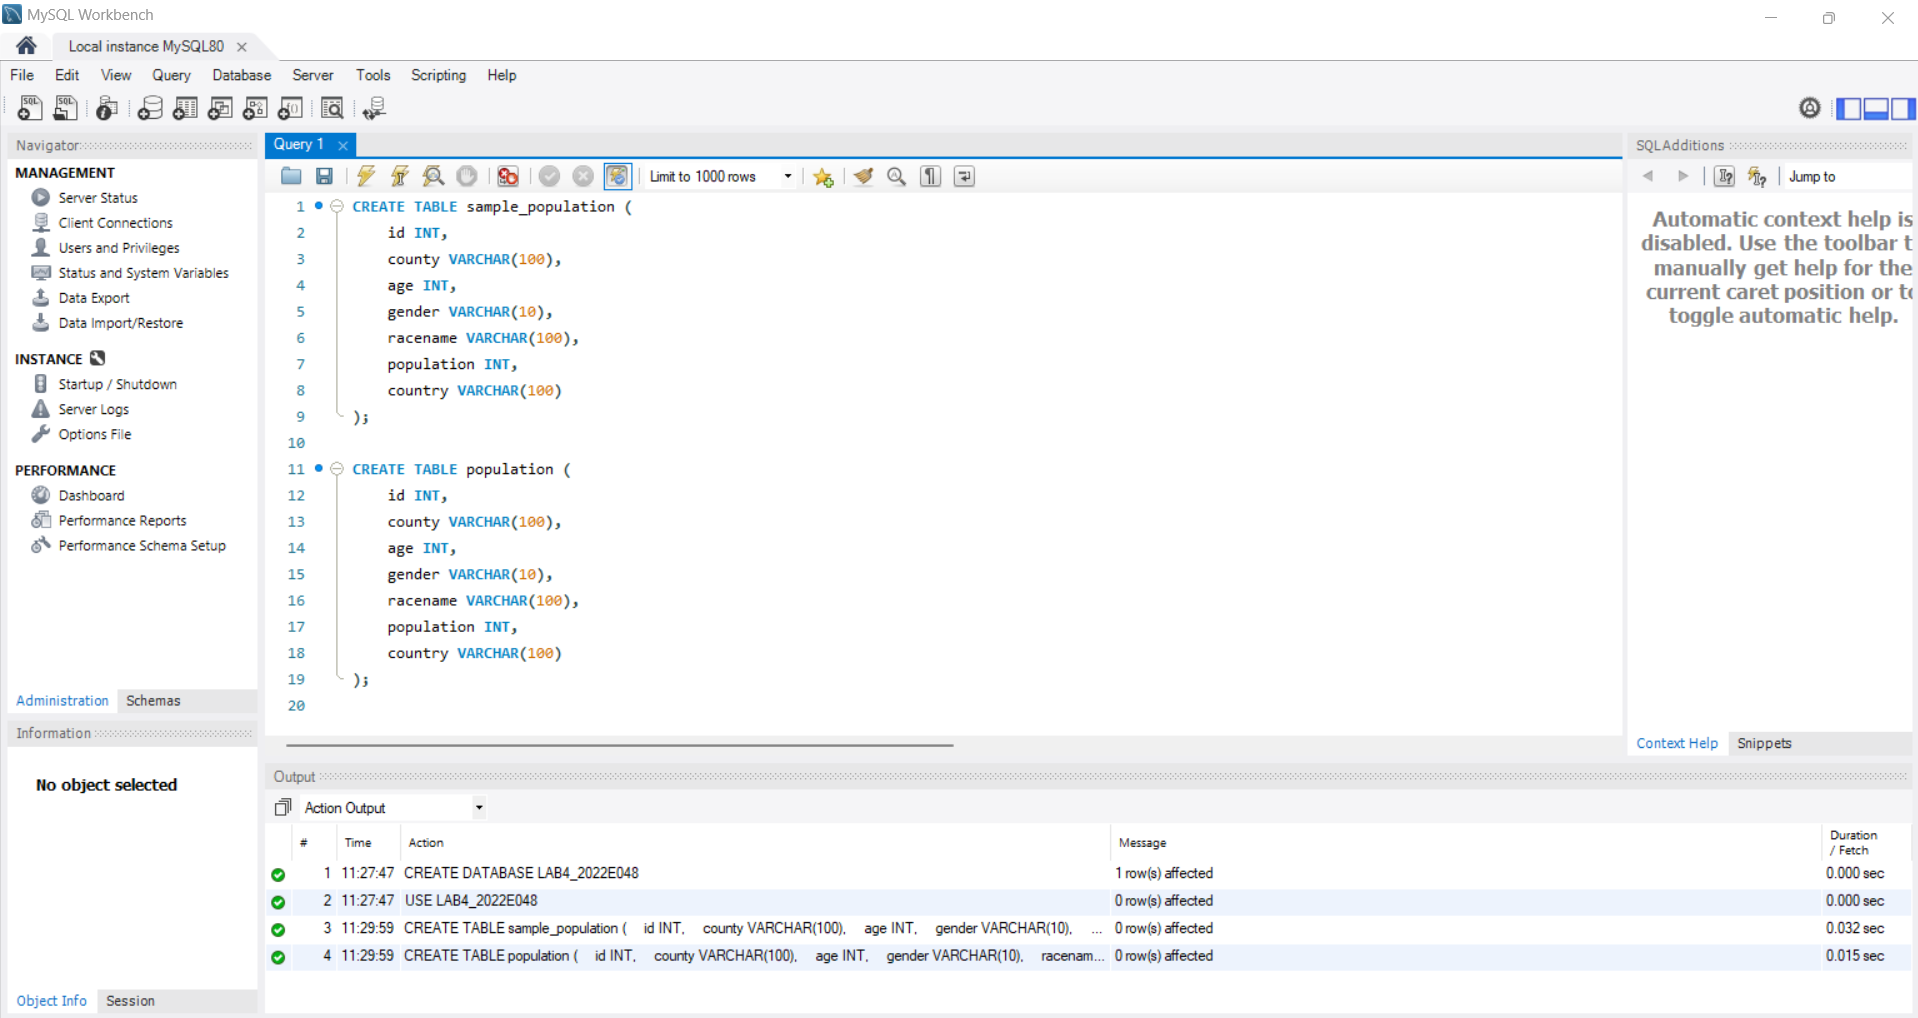 MySQL Workbench
Local instance MySQL80
File Edit View Query Database Server Tools Scripting Help
Navigator
MANAGEMENT
Server Status
Client Connections
Users and Privileges
Status and System Variables
Data Export
Data Import/Restore
INSTANCE
Startup / Shutdown
Server Logs
Options File
PERFORMANCE
Dashboard
Performance Reports
Performance Schema Setup
Administration Schemas
Information
No object selected
Object Info Session
Query 1
Limit to 1000 rows
1 CREATE TABLE sample_population (
2 id INT,
3 county VARCHAR(100),
4 age INT,
5 gender VARCHAR(10),
6 racename VARCHAR(100),
7 population INT,
8 country VARCHAR(100)
9 );
10
11 CREATE TABLE population (
12 id INT,
13 county VARCHAR(100),
14 age INT,
15 gender VARCHAR(10),
16 racename VARCHAR(100),
17 population INT,
18 country VARCHAR(100)
19 );
20
SQLAdditions
Jump to
Automatic context help is
disabled. Use the toolbar t
manually get help for the
current caret position or to
toggle automatic help.
Context Help Snippets
Output
Action Output
# Time Action Message Duration / Fetch
1 11:27:47 CREATE DATABASE LAB4_2022E048 1 row(s) affected 0.000 sec
2 11:27:47 USE LAB4_2022E048 0 row(s) affected 0.000 sec
3 11:29:59 CREATE TABLE sample_population ( id INT, county VARCHAR(100), age INT, gender VARCHAR(10), ... 0 row(s) affected 0.032 sec
4 11:29:59 CREATE TABLE population ( id INT, county VARCHAR(100), age INT, gender VARCHAR(10), racenam... 0 row(s) affected 0.015 sec